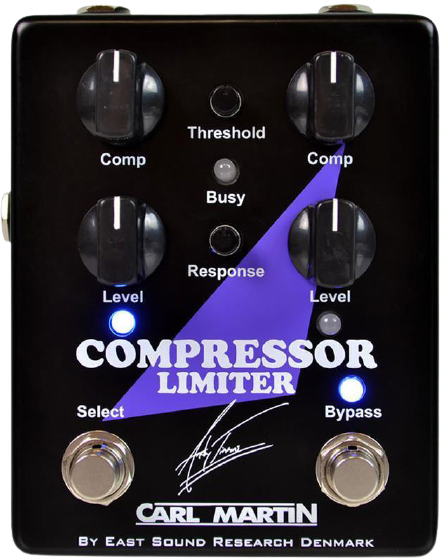 Threshold
Comp
Comp
Busy
Response
Level
Level
COMPRESSOR
LIMITER
Select
Bypass
CARL MARTIN
BY EAST SOUND RESEARCH DENMARK